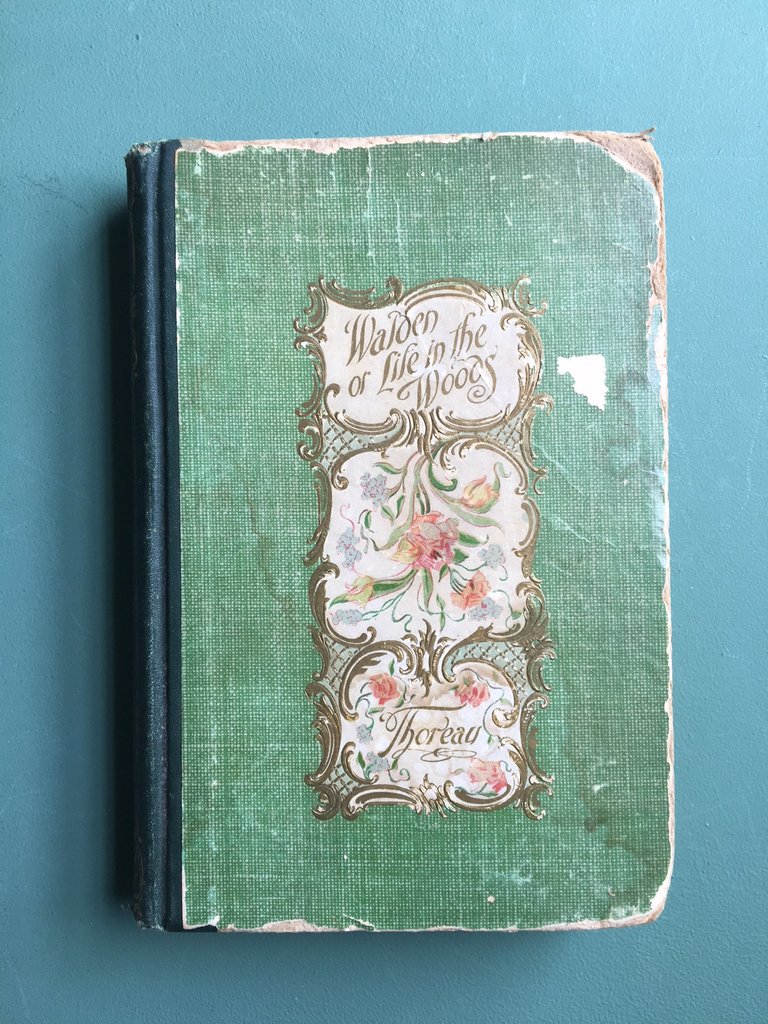 Walden
or Life in the
Woods
Thoreau